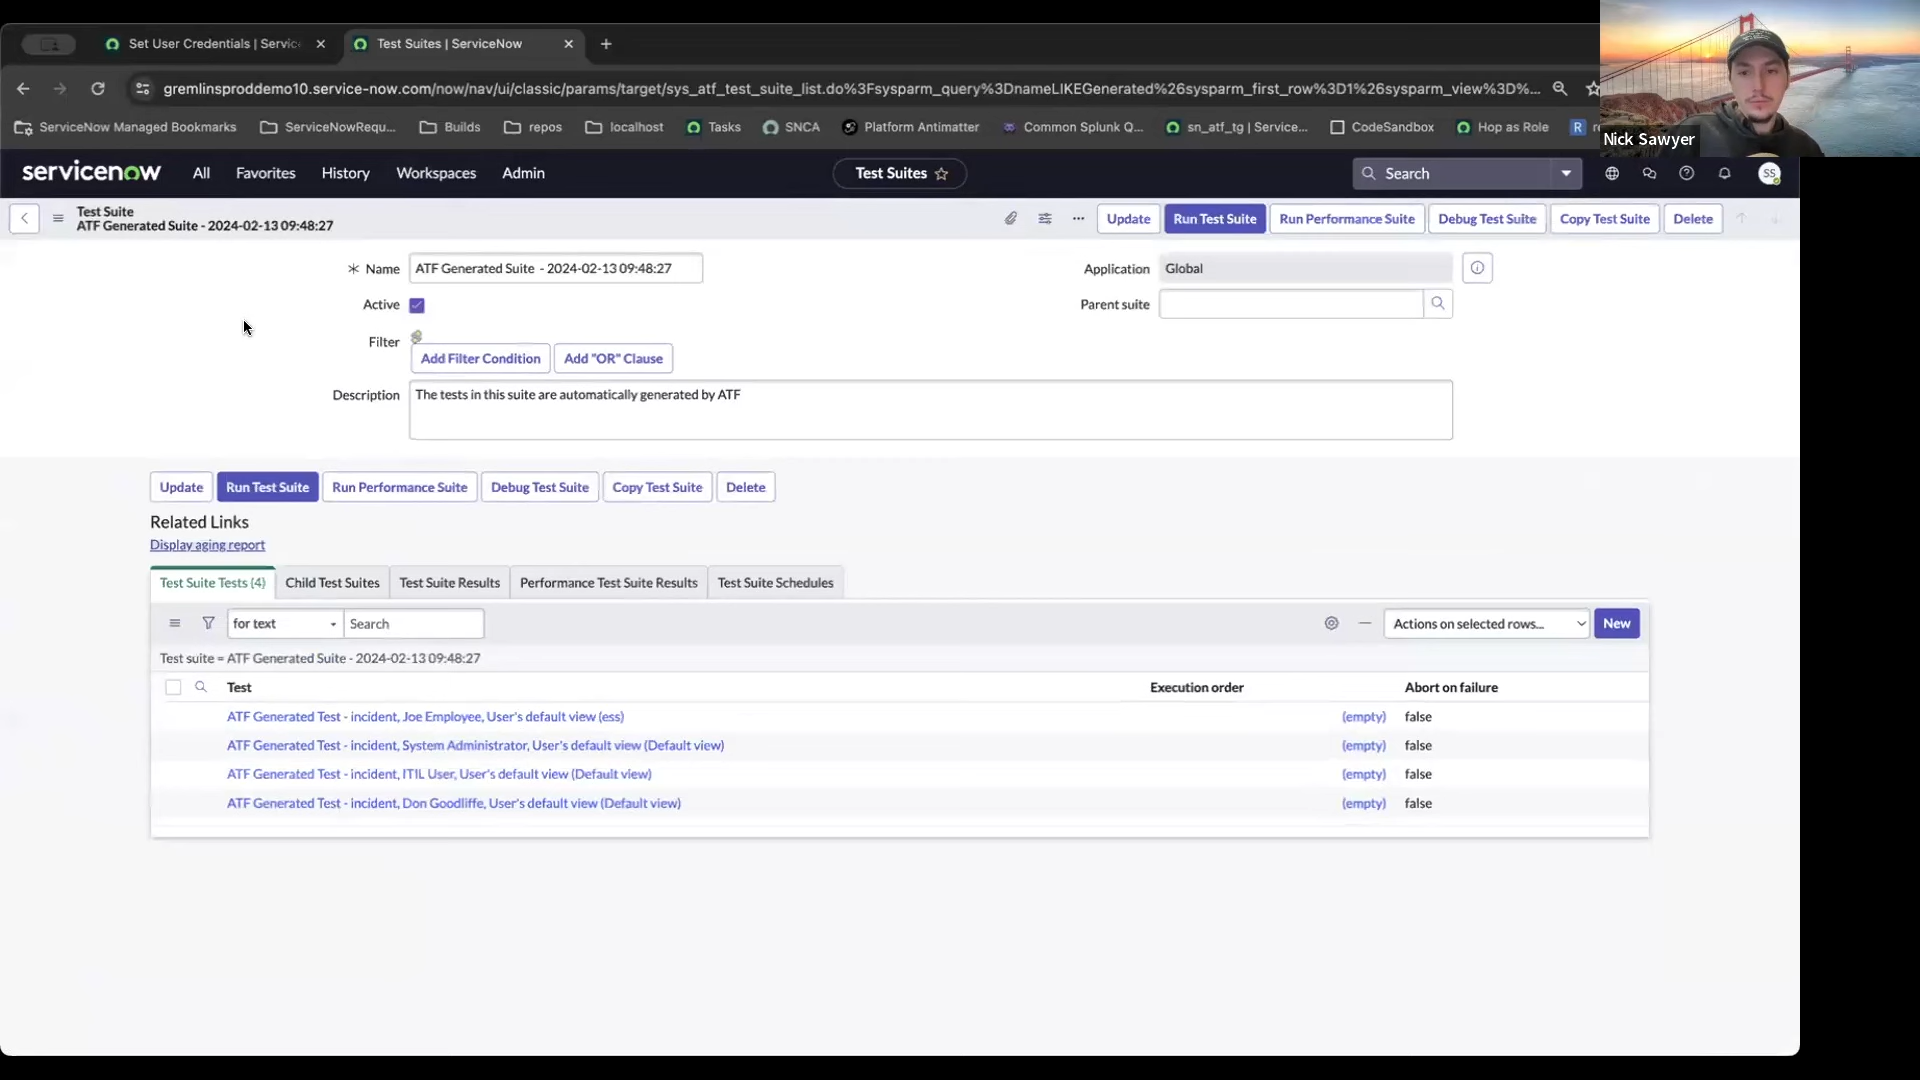 Set User Credentials | Servic
Test Suites | ServiceNow
gremlinsproddemo10.service-now.com/now/nav/ui/classic/params/target/sys_atf_test_suite_list.do%3Fsysparm_query%3DnameLIKEGenerated%26sysparm_first_row%3D1%26sysparm_view%3D%...
ServiceNow Managed Bookmarks ServiceNowRequ... Builds repos localhost Tasks SNCA Platform Antimatter Common Splunk Q... sn_atf_tg | Service... CodeSandbox Hop as Role R
Nick Sawyer
servicenow All Favorites History Workspaces Admin Test Suites Search SS
Test Suite
ATF Generated Suite - 2024-02-13 09:48:27
Update Run Test Suite Run Performance Suite Debug Test Suite Copy Test Suite Delete
Name ATF Generated Suite - 2024-02-13 09:48:27 Application Global
Active Parent suite
Filter
Add Filter Condition Add "OR" Clause
Description The tests in this suite are automatically generated by ATF
Update Run Test Suite Run Performance Suite Debug Test Suite Copy Test Suite Delete
Related Links
Display aging report
Test Suite Tests (4) Child Test Suites Test Suite Results Performance Test Suite Results Test Suite Schedules
for text Search Actions on selected rows... New
Test suite = ATF Generated Suite - 2024-02-13 09:48:27
Test Execution order Abort on failure
ATF Generated Test - incident, Joe Employee, User's default view (ess) (empty) false
ATF Generated Test - incident, System Administrator, User's default view (Default view) (empty) false
ATF Generated Test - incident, ITIL User, User's default view (Default view) (empty) false
ATF Generated Test - incident, Don Goodliffe, User's default view (Default view) (empty) false